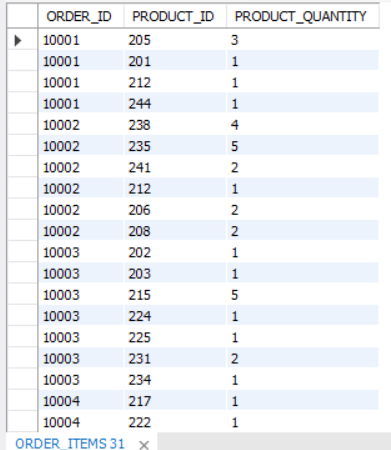 ORDER_ID PRODUCT_ID PRODUCT_QUANTITY
10001 205 3
10001 201 1
10001 212 1
10001 244 1
10002 238 4
10002 235 5
10002 241 2
10002 212 1
10002 206 2
10002 208 2
10003 202 1
10003 203 1
10003 215 5
10003 224 1
10003 225 1
10003 231 2
10003 234 1
10004 217 1
10004 222 1
ORDER_ITEMS 31 ×